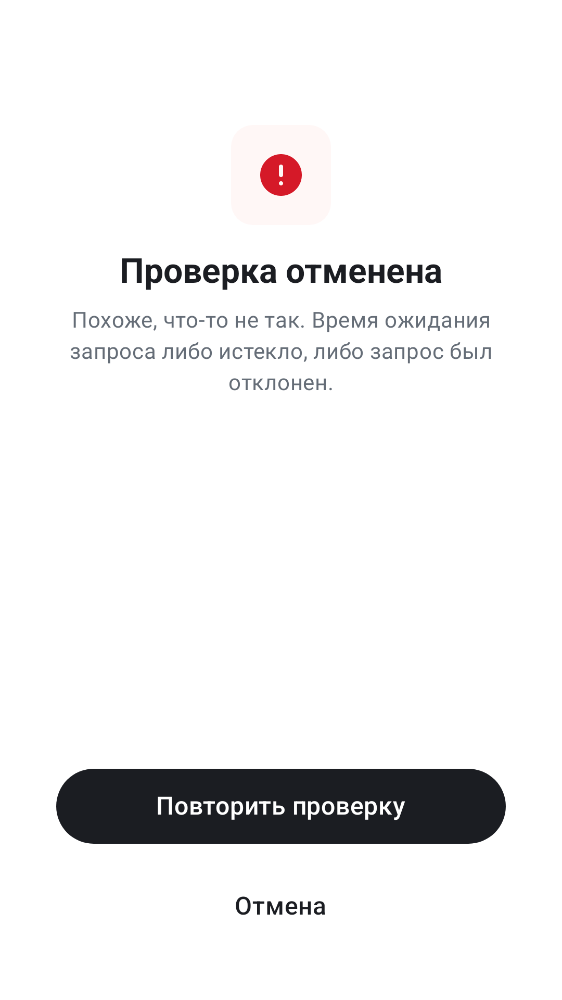 Проверка отменена
Похоже, что-то не так. Время ожидания
запроса либо истекло, либо запрос был
отклонен.
Повторить проверку
Отмена